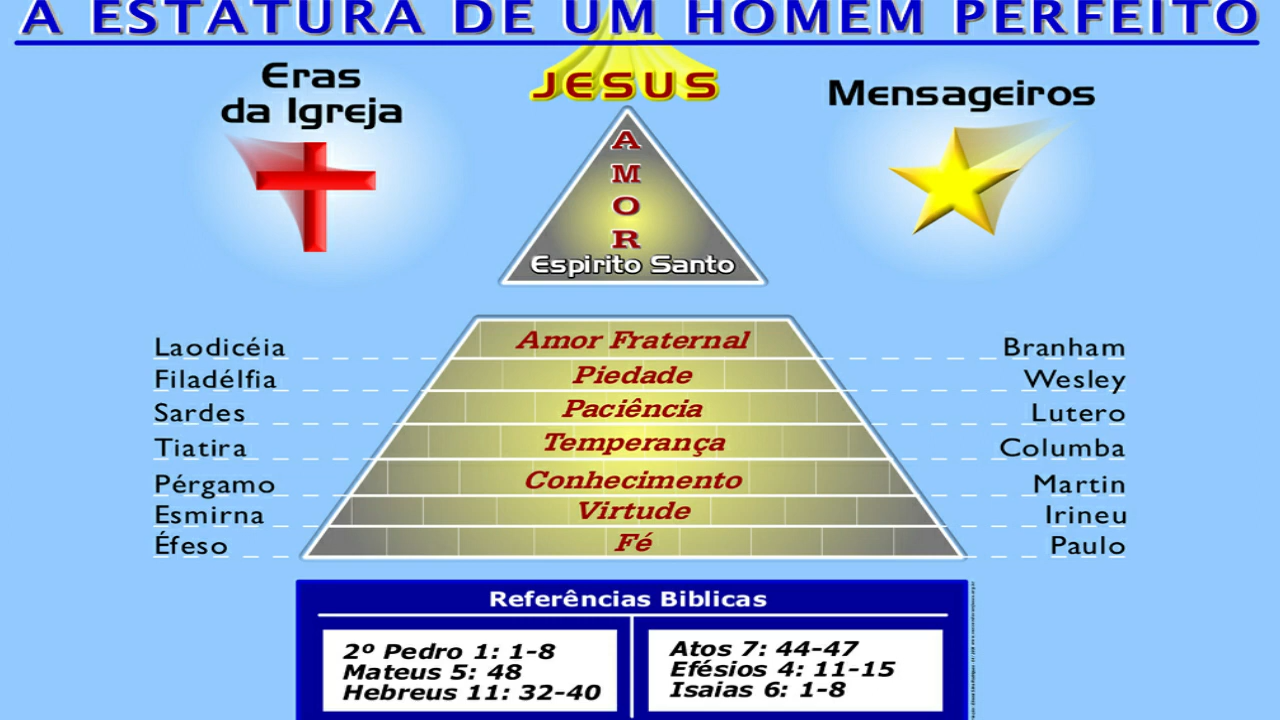 A ESTATURA DE UM HOMEM PERFEITO
Eras
da Igreja
JESUS
Mensageiros
A
M
O
R
Espirito Santo
Laodicéia
Amor Fraternal
Branham
Filadélfia
Piedade
Wesley
Sardes
Paciência
Lutero
Tiatira
Temperança
Columba
Pérgamo
Conhecimento
Martin
Esmirna
Virtude
Irineu
Éfeso
Fé
Paulo
Referências Biblicas
2º Pedro 1: 1-8
Mateus 5: 48
Hebreus 11: 32-40
Atos 7: 44-47
Efésios 4: 11-15
Isaias 6: 1-8